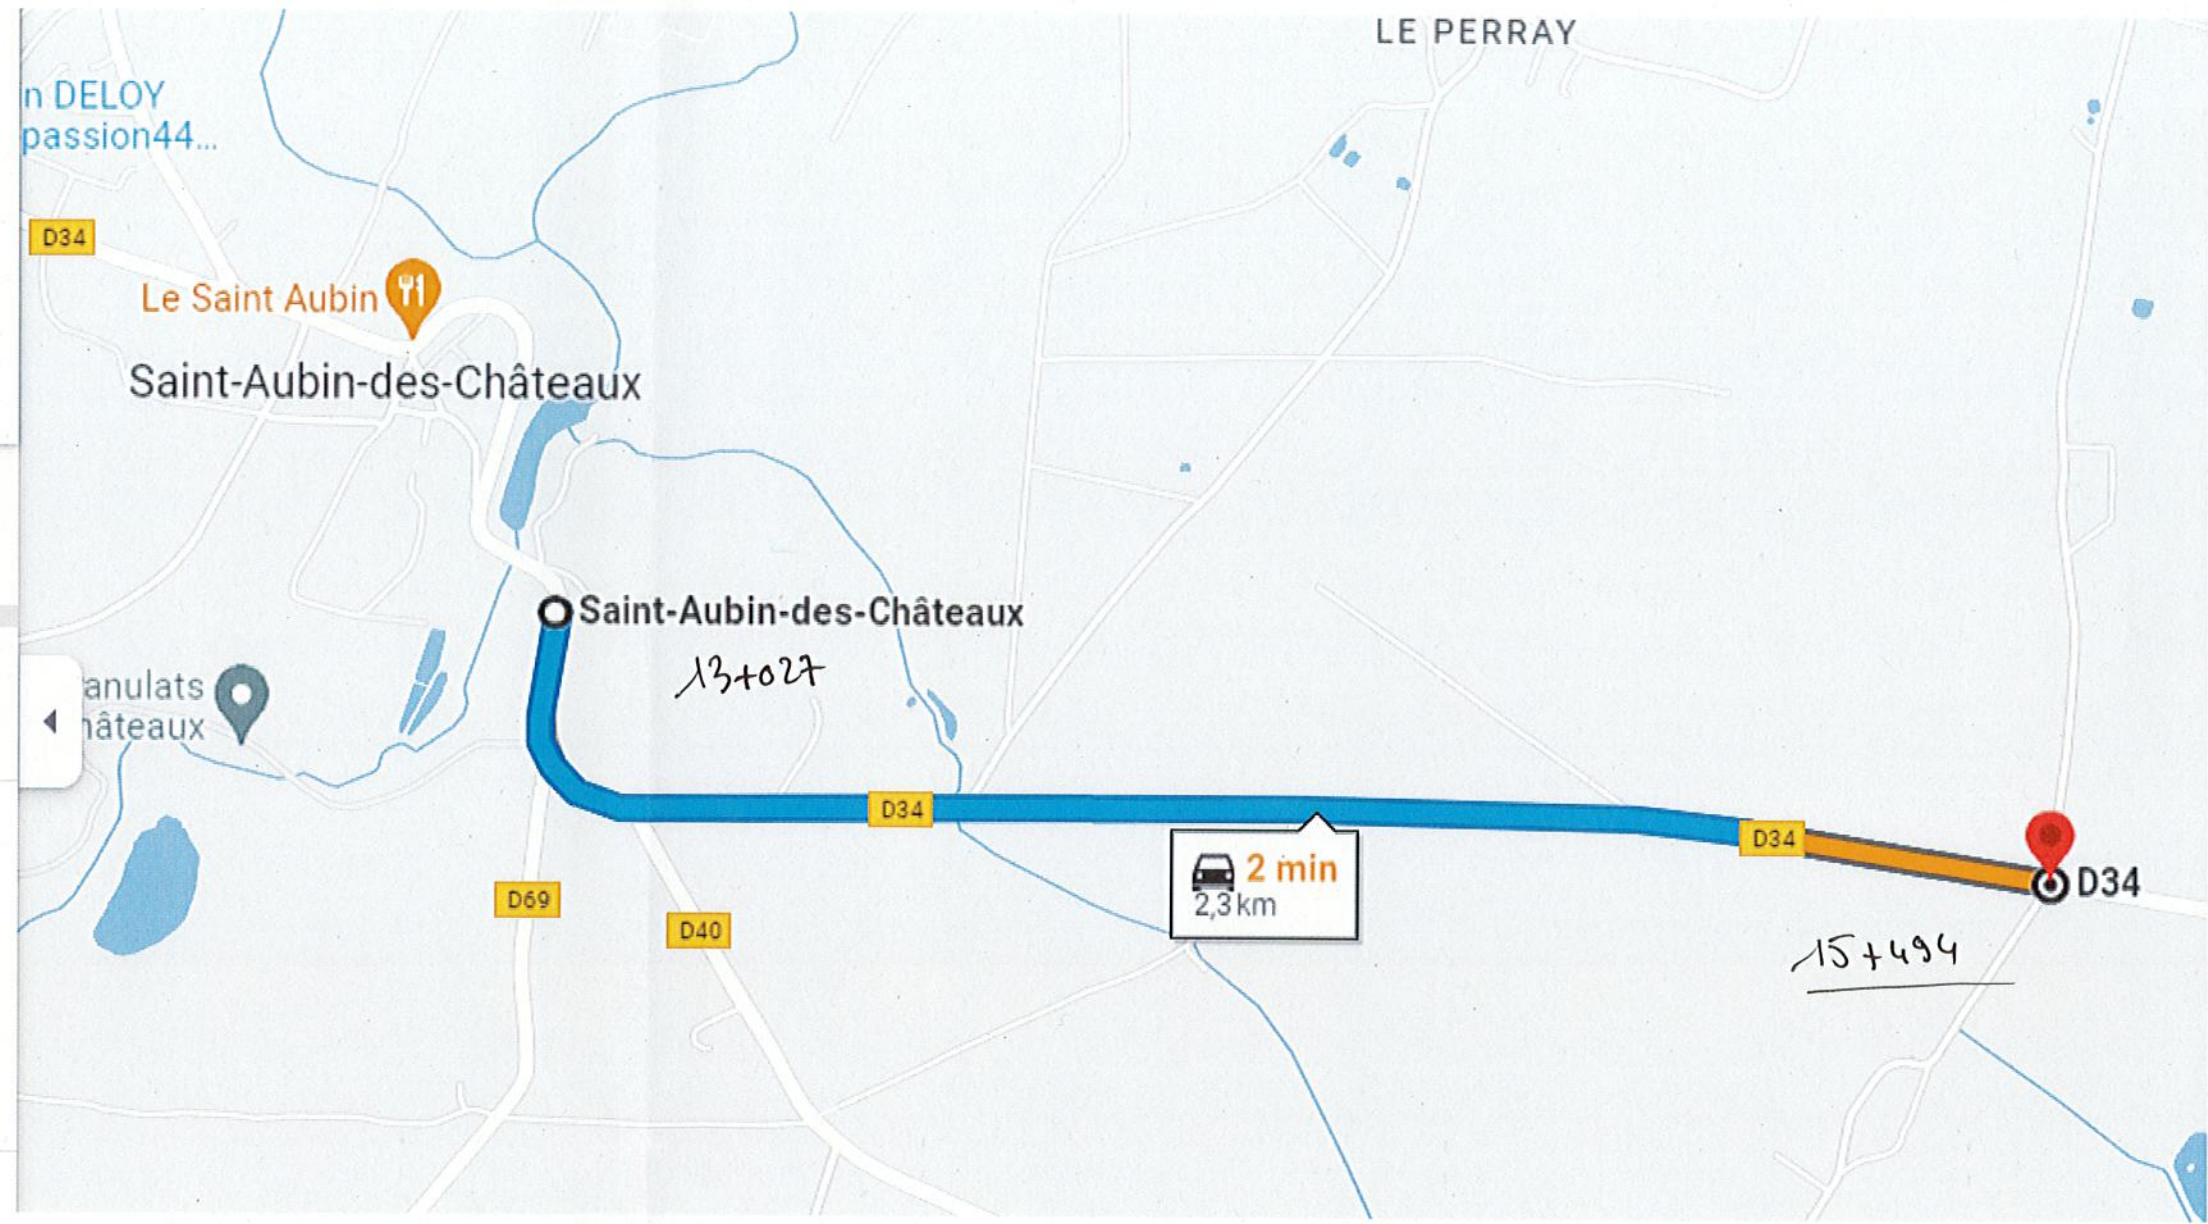 LE PERRAY
n DELOY
passion44...
D34
Le Saint Aubin
Saint-Aubin-des-Châteaux
Saint-Aubin-des-Châteaux
13+027
anulats
hâteaux
D34
D34
2 min
2,3 km
D34
D69
D40
15+494